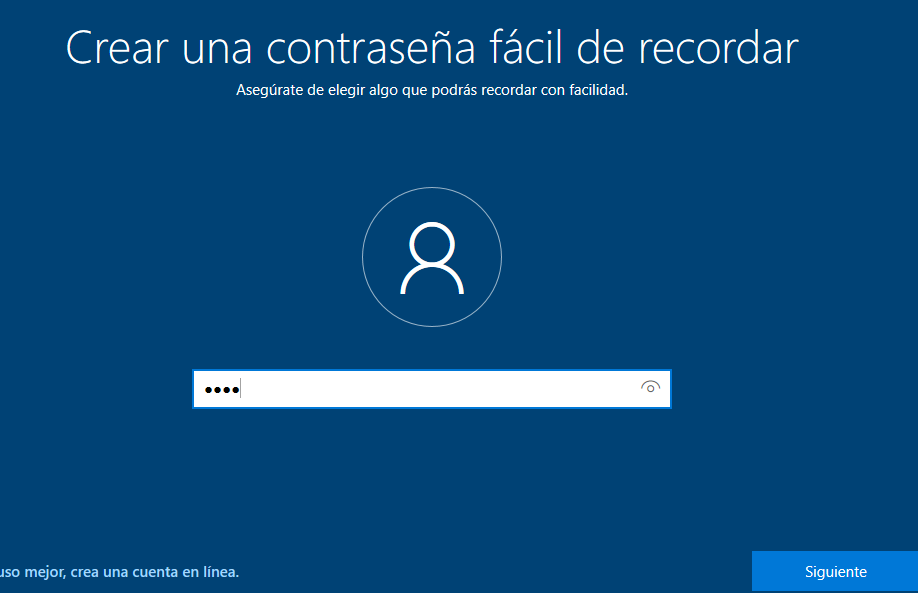 Crear una contraseña fácil de recordar
Asegúrate de elegir algo que podrás recordar con facilidad.
mejor, crea una cuenta en línea.
Siguiente